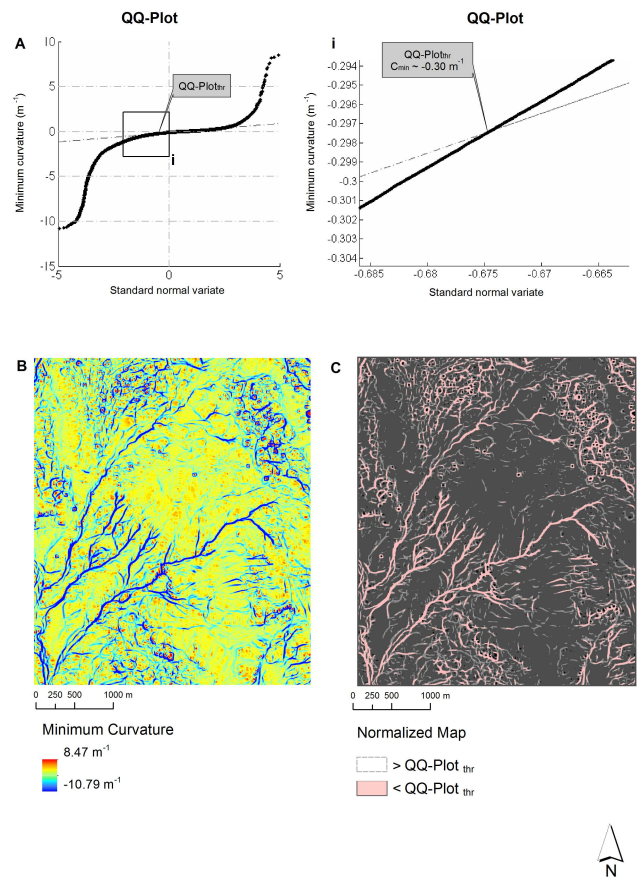 QQ-Plot
QQ-Plot
A
i
10
5
0
-5
-10
-15
-5
0
5
Minimum curvature (m-1)
Standard normal variate
QQ-Plotthr
i
-0.294
-0.295
-0.296
-0.297
-0.298
-0.299
-0.3
-0.301
-0.302
-0.303
-0.304
-0.685
-0.68
-0.675
-0.67
-0.665
Minimum curvature (m-1)
Standard normal variate
QQ-Plotthr
Cmin ~ -0.30 m-1
B
C
0 250 500 1000 m
0 250 500 1000 m
Minimum Curvature
8.47 m-1
-10.79 m-1
Normalized Map
> QQ-Plot thr
< QQ-Plot thr
N